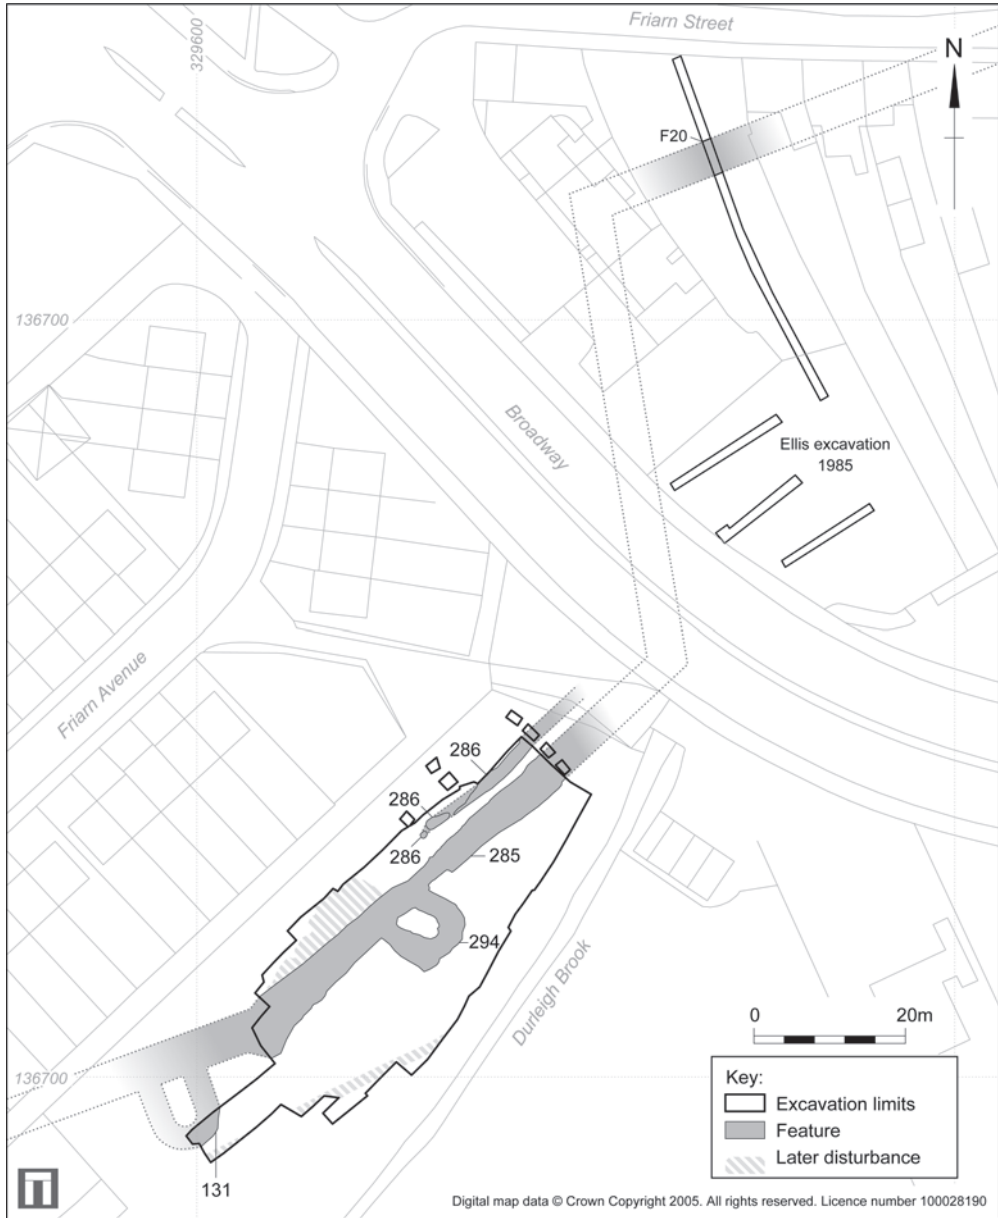 Friarn Street
329600
N
F20
136700
Broadway
Ellis excavation
1985
Friarn Avenue
286
286
286
285
294
Durleigh Brook
0 20m
136700
Key:
Excavation limits
Feature
Later disturbance
131
Digital map data © Crown Copyright 2005. All rights reserved. Licence number 100028190